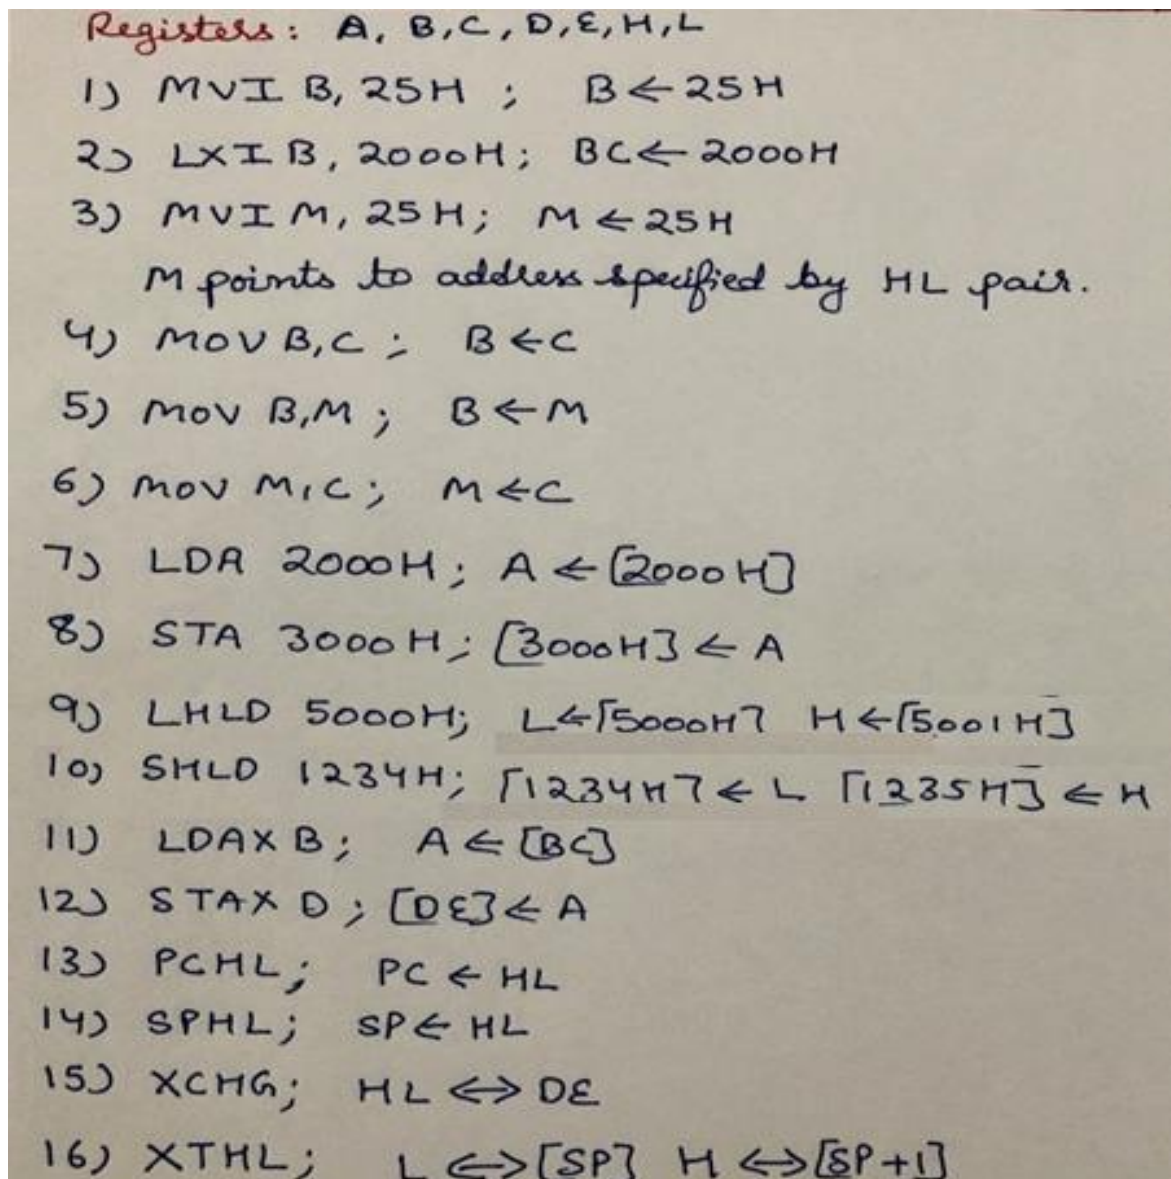 Registers: A, B, C, D, E, H, L
1) MVI B, 25H ; B ← 25H
2) LXI B, 2000H; BC ← 2000H
3) MVI M, 25H; M ← 25H
M points to address specified by HL pair.
4) MOV B,C ; B ← C
5) MOV B,M ; B ← M
6) MOV M,C; M ← C
7) LDA 2000H; A ← [2000H]
8) STA 3000H; [3000H] ← A
9) LHLD 5000H; L ← [5000H] H ← [5001H]
10) SHLD 1234H; [1234H] ← L [1235H] ← H
11) LDAX B; A ← [BC]
12) STAX D; [DE] ← A
13) PCHL; PC ← HL
14) SPHL; SP ← HL
15) XCHG; HL ↔ DE
16) XTHL; L ↔ [SP] H ↔ [SP+1]